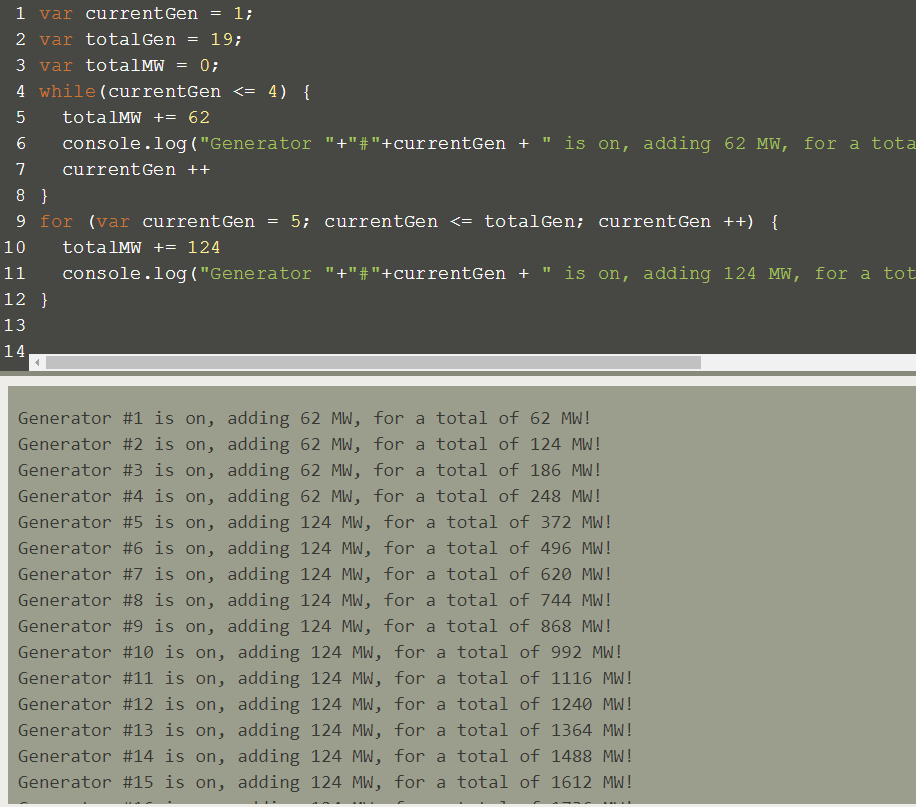 1 var currentGen = 1;
2 var totalGen = 19;
3 var totalMW = 0;
4 while(currentGen <= 4) {
5   totalMW += 62
6   console.log("Generator "+"#"+currentGen + " is on, adding 62 MW, for a tota
7   currentGen ++
8 }
9 for (var currentGen = 5; currentGen <= totalGen; currentGen ++) {
10   totalMW += 124
11   console.log("Generator "+"#"+currentGen + " is on, adding 124 MW, for a tot
12 }
13
14
Generator #1 is on, adding 62 MW, for a total of 62 MW!
Generator #2 is on, adding 62 MW, for a total of 124 MW!
Generator #3 is on, adding 62 MW, for a total of 186 MW!
Generator #4 is on, adding 62 MW, for a total of 248 MW!
Generator #5 is on, adding 124 MW, for a total of 372 MW!
Generator #6 is on, adding 124 MW, for a total of 496 MW!
Generator #7 is on, adding 124 MW, for a total of 620 MW!
Generator #8 is on, adding 124 MW, for a total of 744 MW!
Generator #9 is on, adding 124 MW, for a total of 868 MW!
Generator #10 is on, adding 124 MW, for a total of 992 MW!
Generator #11 is on, adding 124 MW, for a total of 1116 MW!
Generator #12 is on, adding 124 MW, for a total of 1240 MW!
Generator #13 is on, adding 124 MW, for a total of 1364 MW!
Generator #14 is on, adding 124 MW, for a total of 1488 MW!
Generator #15 is on, adding 124 MW, for a total of 1612 MW!